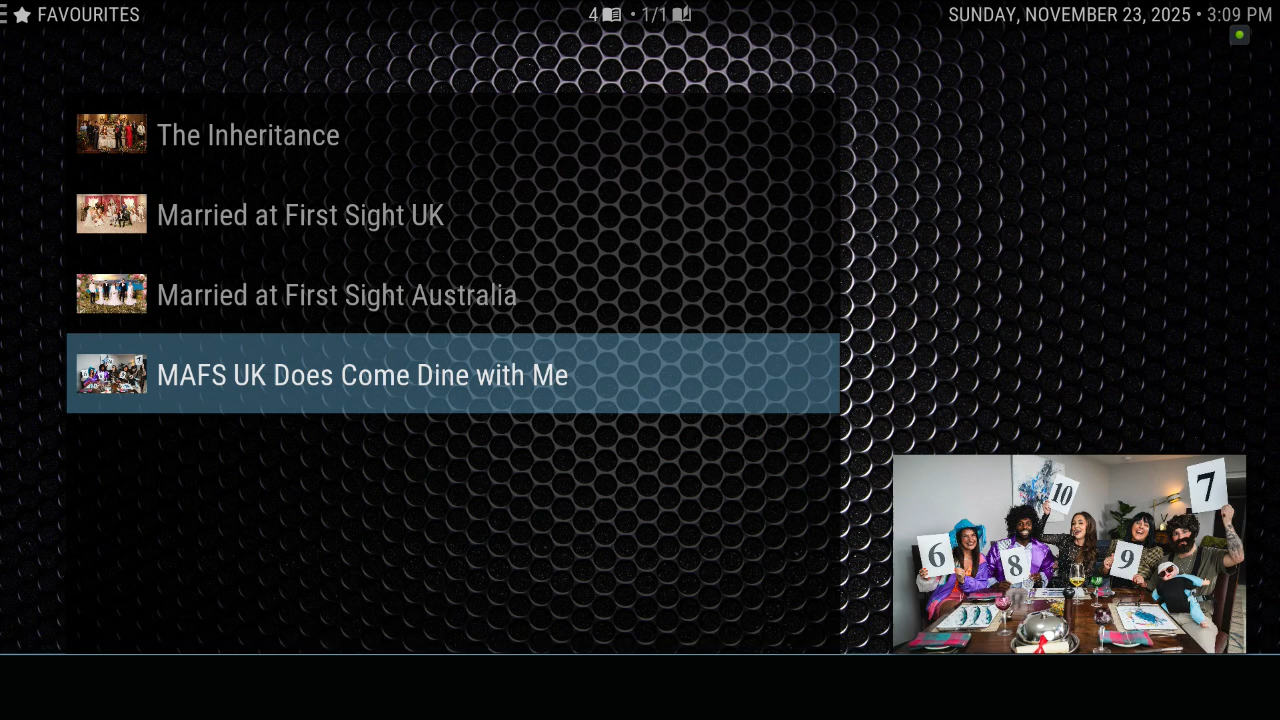 FAVOURITES
4 • 1/1
SUNDAY, NOVEMBER 23, 2025 • 3:09 PM
The Inheritance
Married at First Sight UK
Married at First Sight Australia
MAFS UK Does Come Dine with Me
10
7
6
8
9